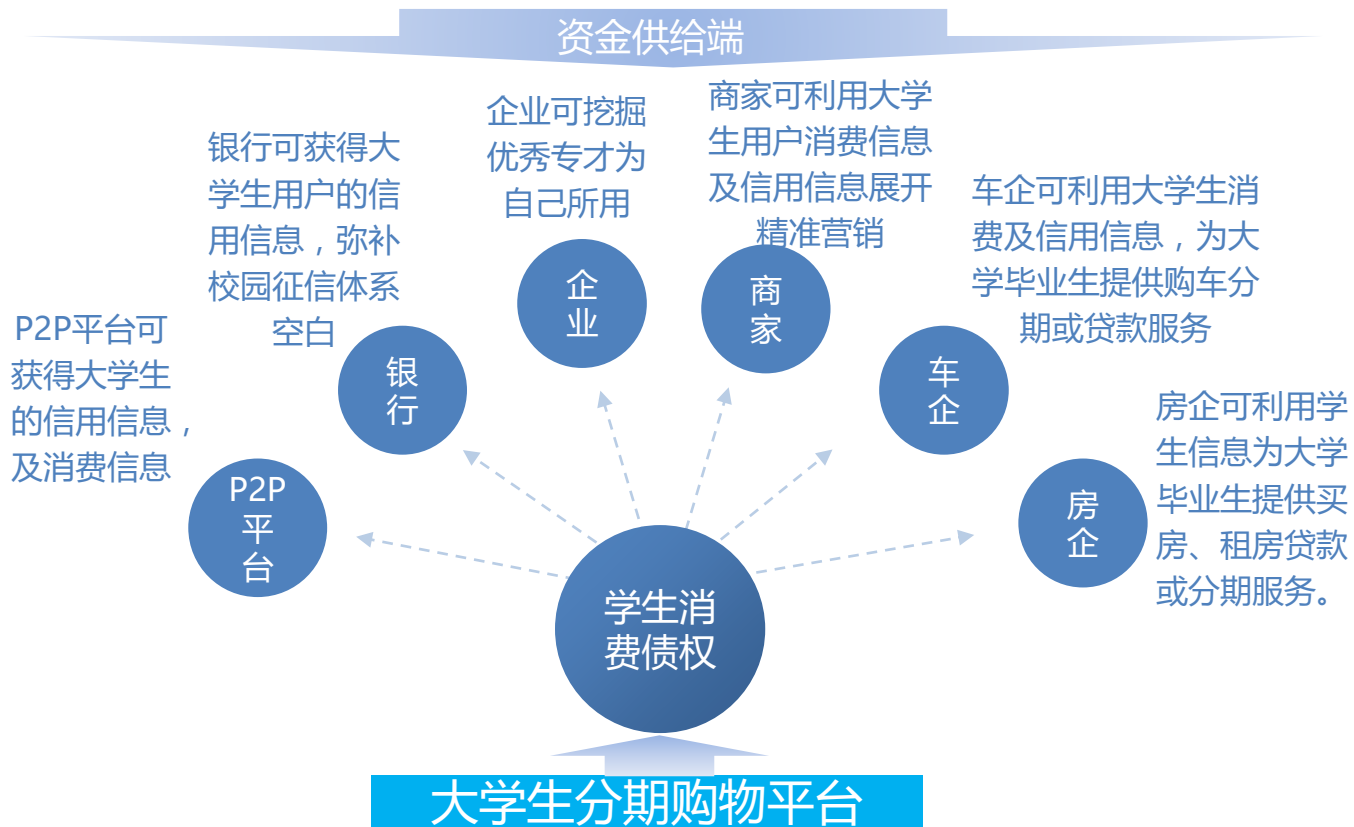 资金供给端
P2P平台可
获得大学生
的信用信息，
及消费信息
P2P
平
台
银行可获得大
学生用户的信
用信息，弥补
校园征信体系
空白
银
行
企业可挖掘
优秀专才为
自己所用
企
业
商家可利用大学
生用户消费信息
及信用信息展开
精准营销
商
家
车企可利用大学生消
费及信用信息，为大
学毕业生提供购车分
期或贷款服务
车
企
房企可利用学
生信息为大学
毕业生提供买
房、租房贷款
或分期服务。
房
企
学生消
费债权
大学生分期购物平台